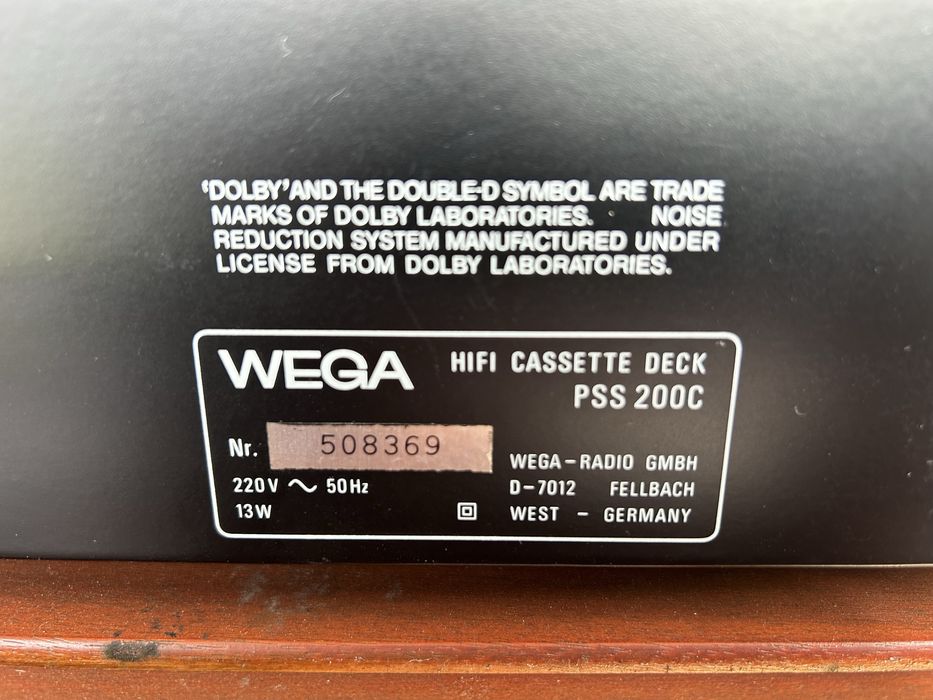 'DOLBY' AND THE DOUBLE-D SYMBOL ARE TRADE
MARKS OF DOLBY LABORATORIES. NOISE
REDUCTION SYSTEM MANUFACTURED UNDER
LICENSE FROM DOLBY LABORATORIES.
WEGA HIFI CASSETTE DECK
PSS 200C
Nr. 508369
WEGA-RADIO GMBH
220V ~ 50Hz D-7012 FELLBACH
13W WEST - GERMANY